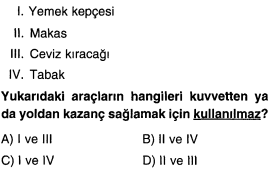 I. Yemek kepçesi
II. Makas
III. Ceviz kıracağı
IV. Tabak
Yukarıdaki araçların hangileri kuvvetten ya
da yoldan kazanç sağlamak için kullanılmaz?
A) I ve III B) II ve IV
C) I ve IV D) II ve III